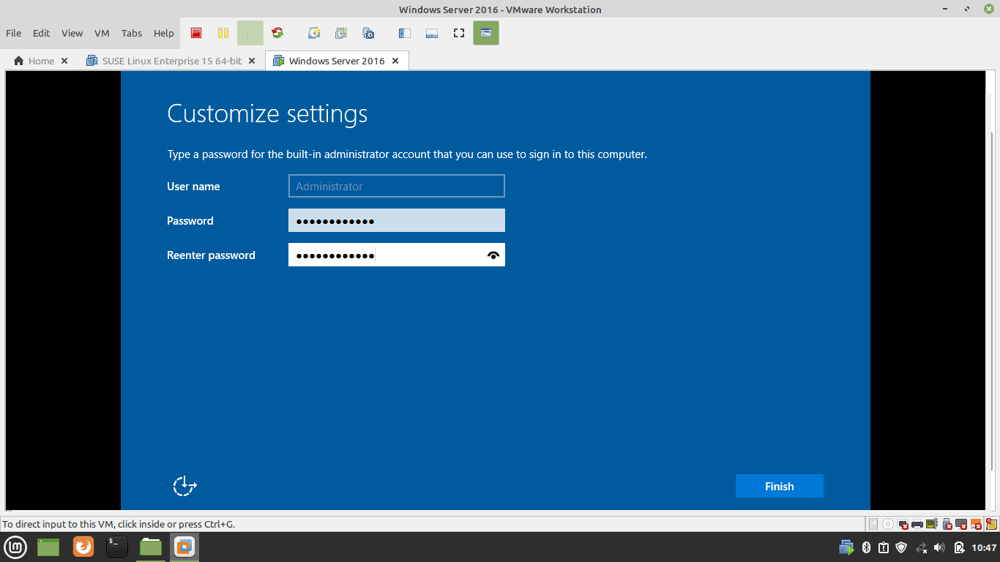 Windows Server 2016 - VMware Workstation
File Edit View VM Tabs Help
Home SUSE Linux Enterprise 15 64-bit Windows Server 2016
Customize settings
Type a password for the built-in administrator account that you can use to sign in to this computer.
User name Administrator
Password ●●●●●●●●●●●●
Reenter password ●●●●●●●●●●●●
Finish
To direct input to this VM, click inside or press Ctrl+G.
$_ 10:47